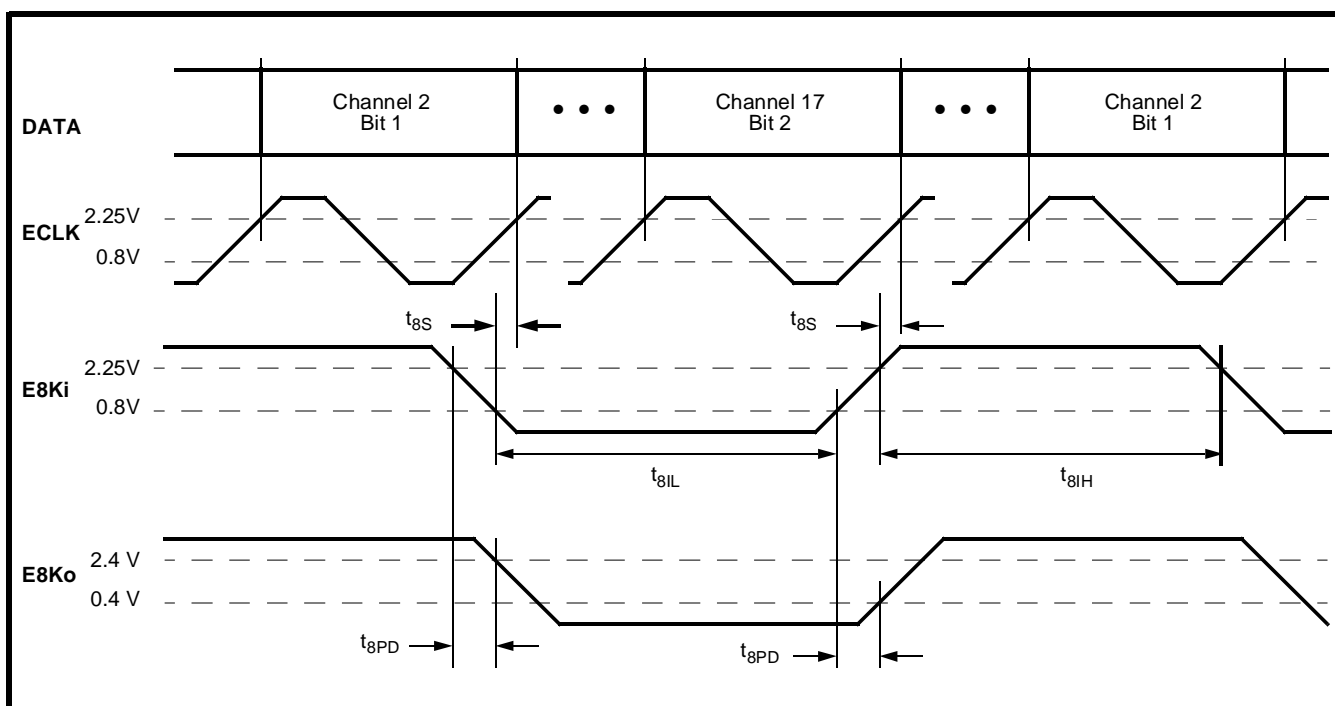 DATA
Channel 2
Bit 1
• • •
Channel 17
Bit 2
• • •
Channel 2
Bit 1
ECLK
2.25V
0.8V
t8S
t8S
E8Ki
2.25V
0.8V
t8IL
t8IH
E8Ko
2.4 V
0.4 V
t8PD
t8PD